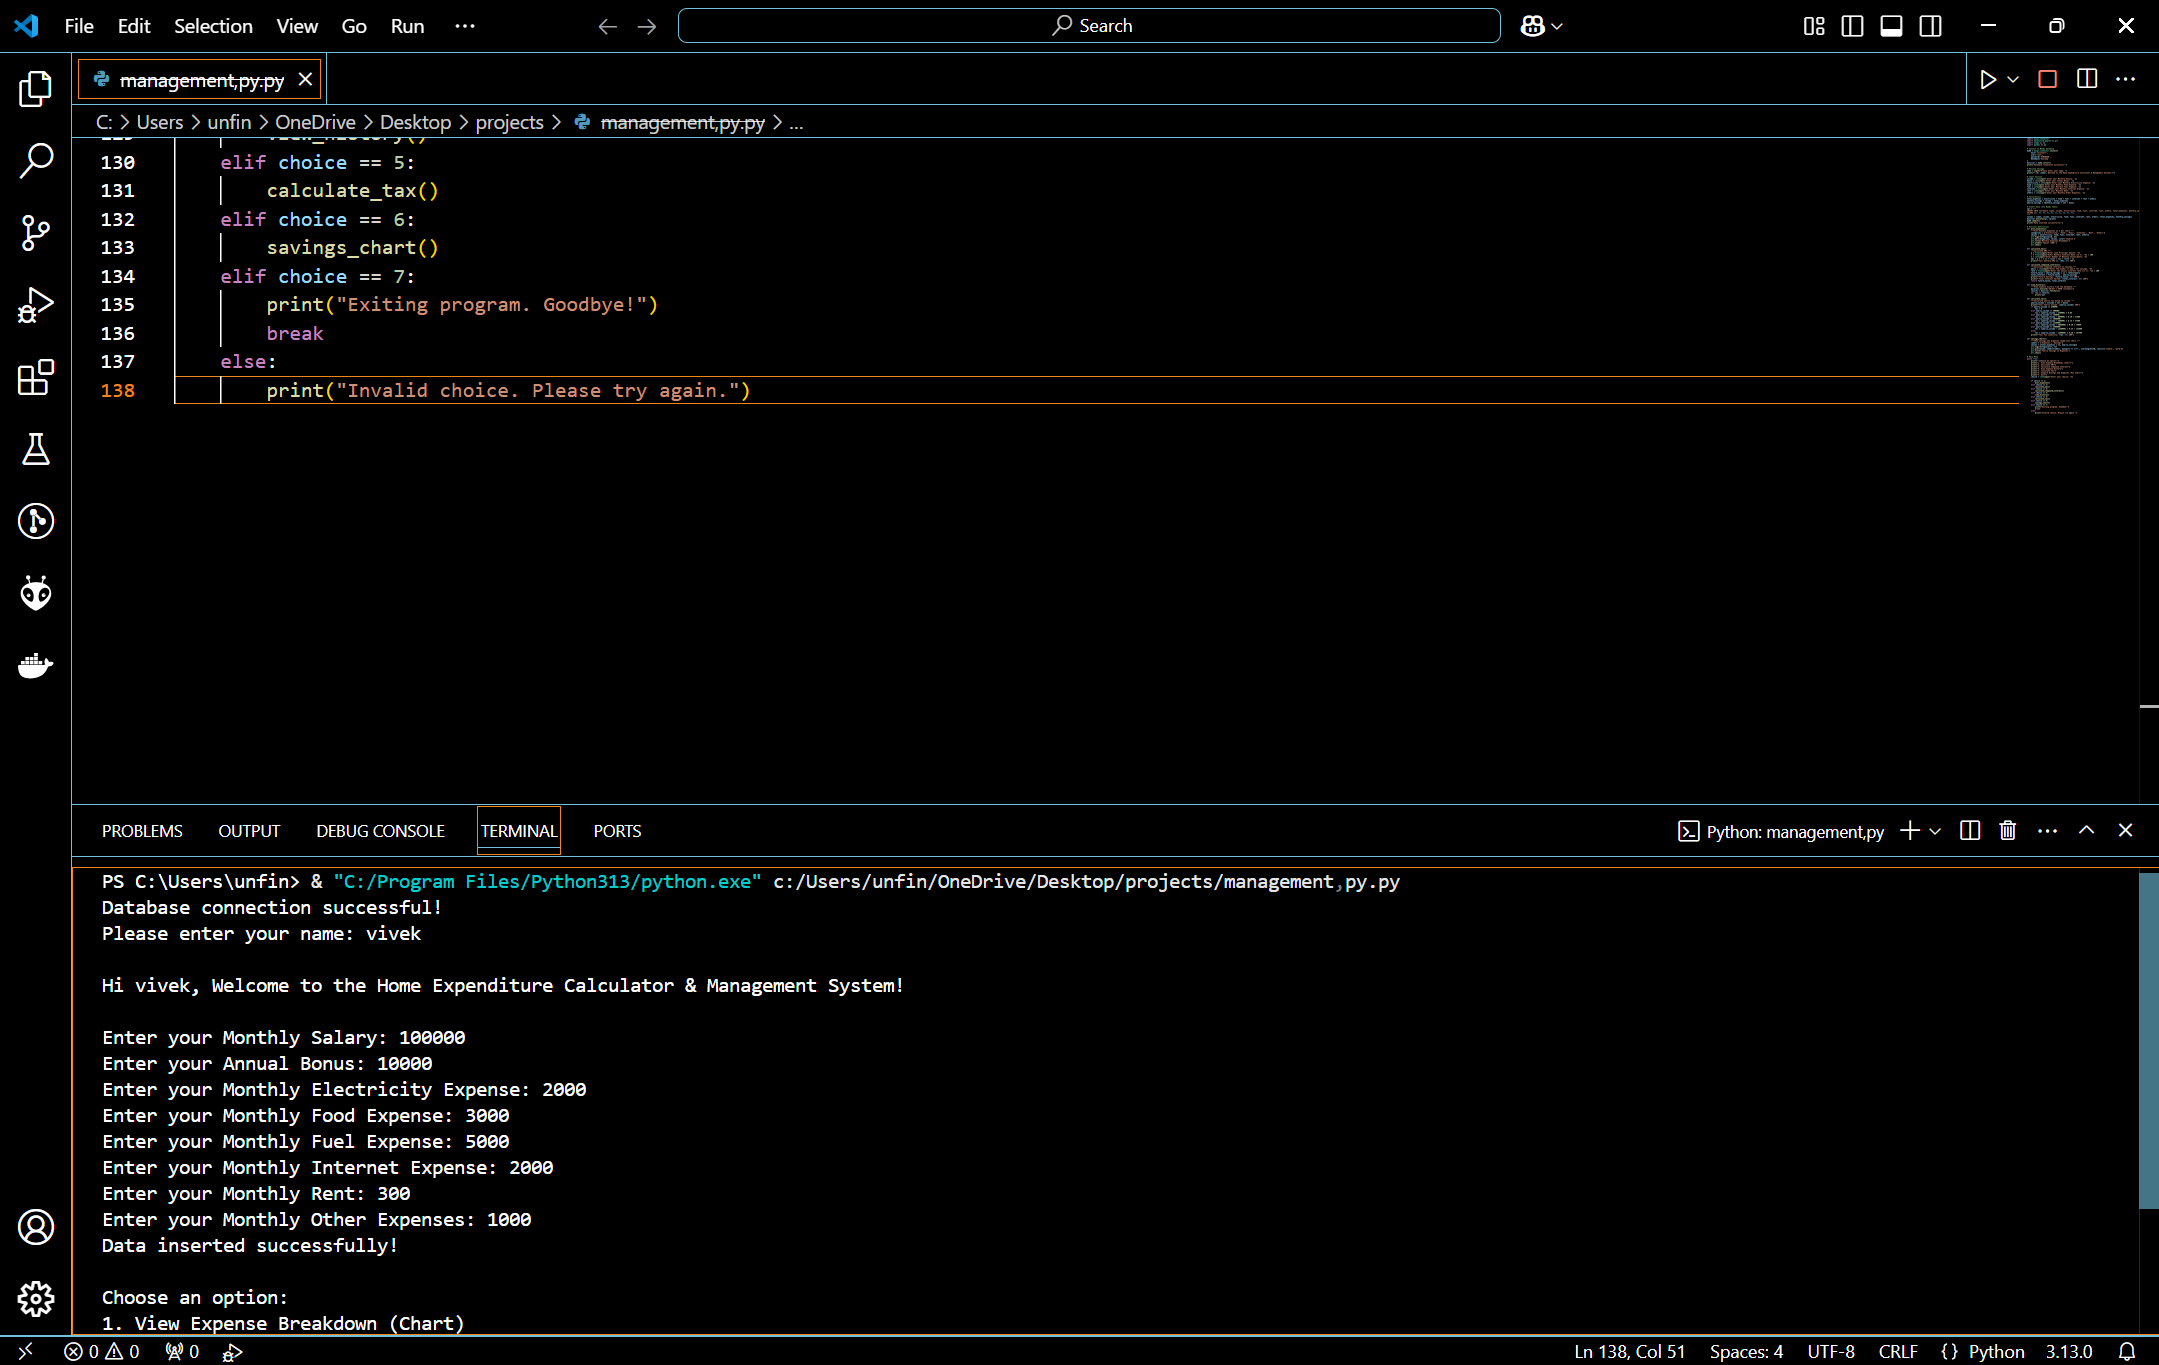 File Edit Selection View Go Run ··· Search
management,py.py
C: > Users > unfin > OneDrive > Desktop > projects > management,py.py > ...
130 elif choice == 5:
131 calculate_tax()
132 elif choice == 6:
133 savings_chart()
134 elif choice == 7:
135 print("Exiting program. Goodbye!")
136 break
137 else:
138 print("Invalid choice. Please try again.")
PROBLEMS OUTPUT DEBUG CONSOLE TERMINAL PORTS Python: management,py
PS C:\Users\unfin> & "C:/Program Files/Python313/python.exe" c:/Users/unfin/OneDrive/Desktop/projects/management,py.py
Database connection successful!
Please enter your name: vivek
Hi vivek, Welcome to the Home Expenditure Calculator & Management System!
Enter your Monthly Salary: 100000
Enter your Annual Bonus: 10000
Enter your Monthly Electricity Expense: 2000
Enter your Monthly Food Expense: 3000
Enter your Monthly Fuel Expense: 5000
Enter your Monthly Internet Expense: 2000
Enter your Monthly Rent: 300
Enter your Monthly Other Expenses: 1000
Data inserted successfully!
Choose an option:
1. View Expense Breakdown (Chart)
0 0 0 Ln 138, Col 51 Spaces: 4 UTF-8 CRLF {} Python 3.13.0